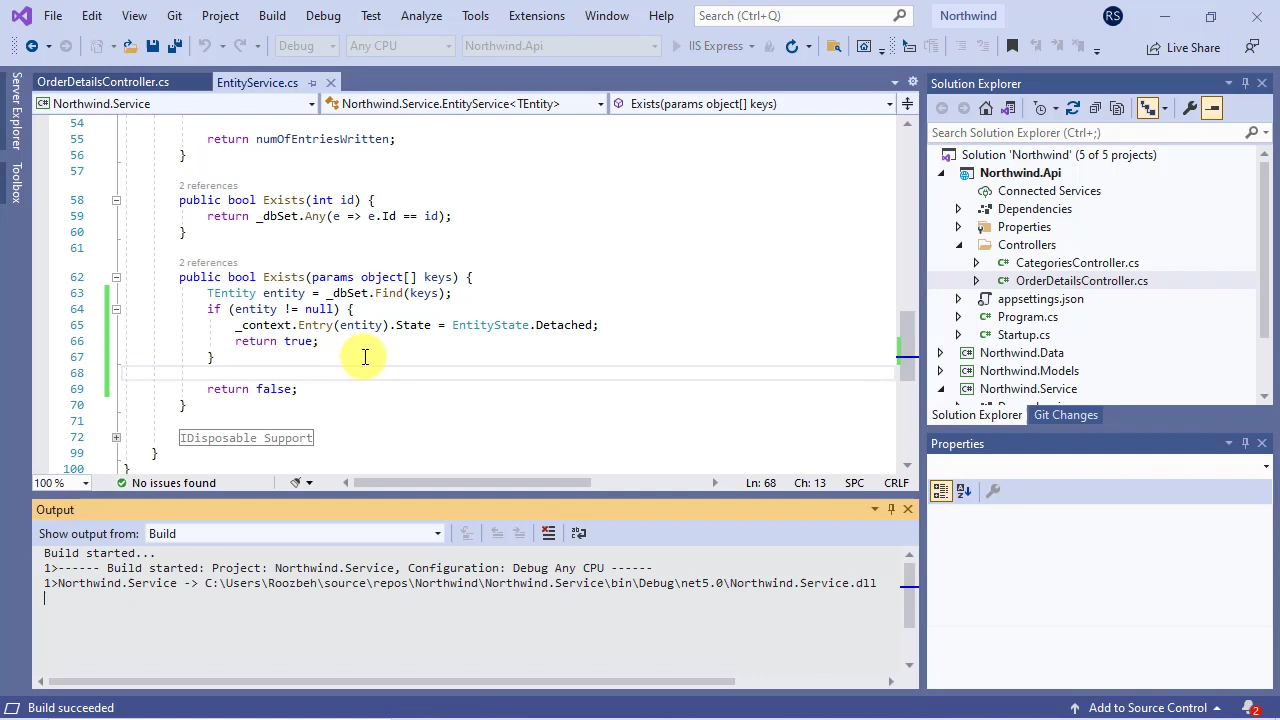 File Edit View Git Project Build Debug Test Analyze Tools Extensions Window Help Search (Ctrl+Q) Northwind RS
Debug Any CPU Northwind.Api IIS Express Live Share
Server Explorer
Toolbox
OrderDetailsController.cs EntityService.cs
Northwind.Service Northwind.Service.EntityService<TEntity> Exists(params object[] keys)
54
55 return numOfEntriesWritten;
56 }
57
2 references
58 public bool Exists(int id) {
59 return _dbSet.Any(e => e.Id == id);
60 }
61
2 references
62 public bool Exists(params object[] keys) {
63 TEntity entity = _dbSet.Find(keys);
64 if (entity != null) {
65 _context.Entry(entity).State = EntityState.Detached;
66 return true;
67 }
68
69 return false;
70 }
71
72 IDisposable Support
99 }
100 }
100 % No issues found Ln: 68 Ch: 13 SPC CRLF
Output
Show output from: Build
Build started...
1>------ Build started: Project: Northwind.Service, Configuration: Debug Any CPU ------
1>Northwind.Service -> C:\Users\Roozbeh\source\repos\Northwind\Northwind.Service\bin\Debug\net5.0\Northwind.Service.dll
Solution Explorer
Search Solution Explorer (Ctrl+;)
Solution 'Northwind' (5 of 5 projects)
Northwind.Api
Connected Services
Dependencies
Properties
Controllers
C# CategoriesController.cs
C# OrderDetailsController.cs
appsettings.json
C# Program.cs
C# Startup.cs
C# Northwind.Data
C# Northwind.Models
C# Northwind.Service
Solution Explorer Git Changes
Properties
Build succeeded Add to Source Control 2